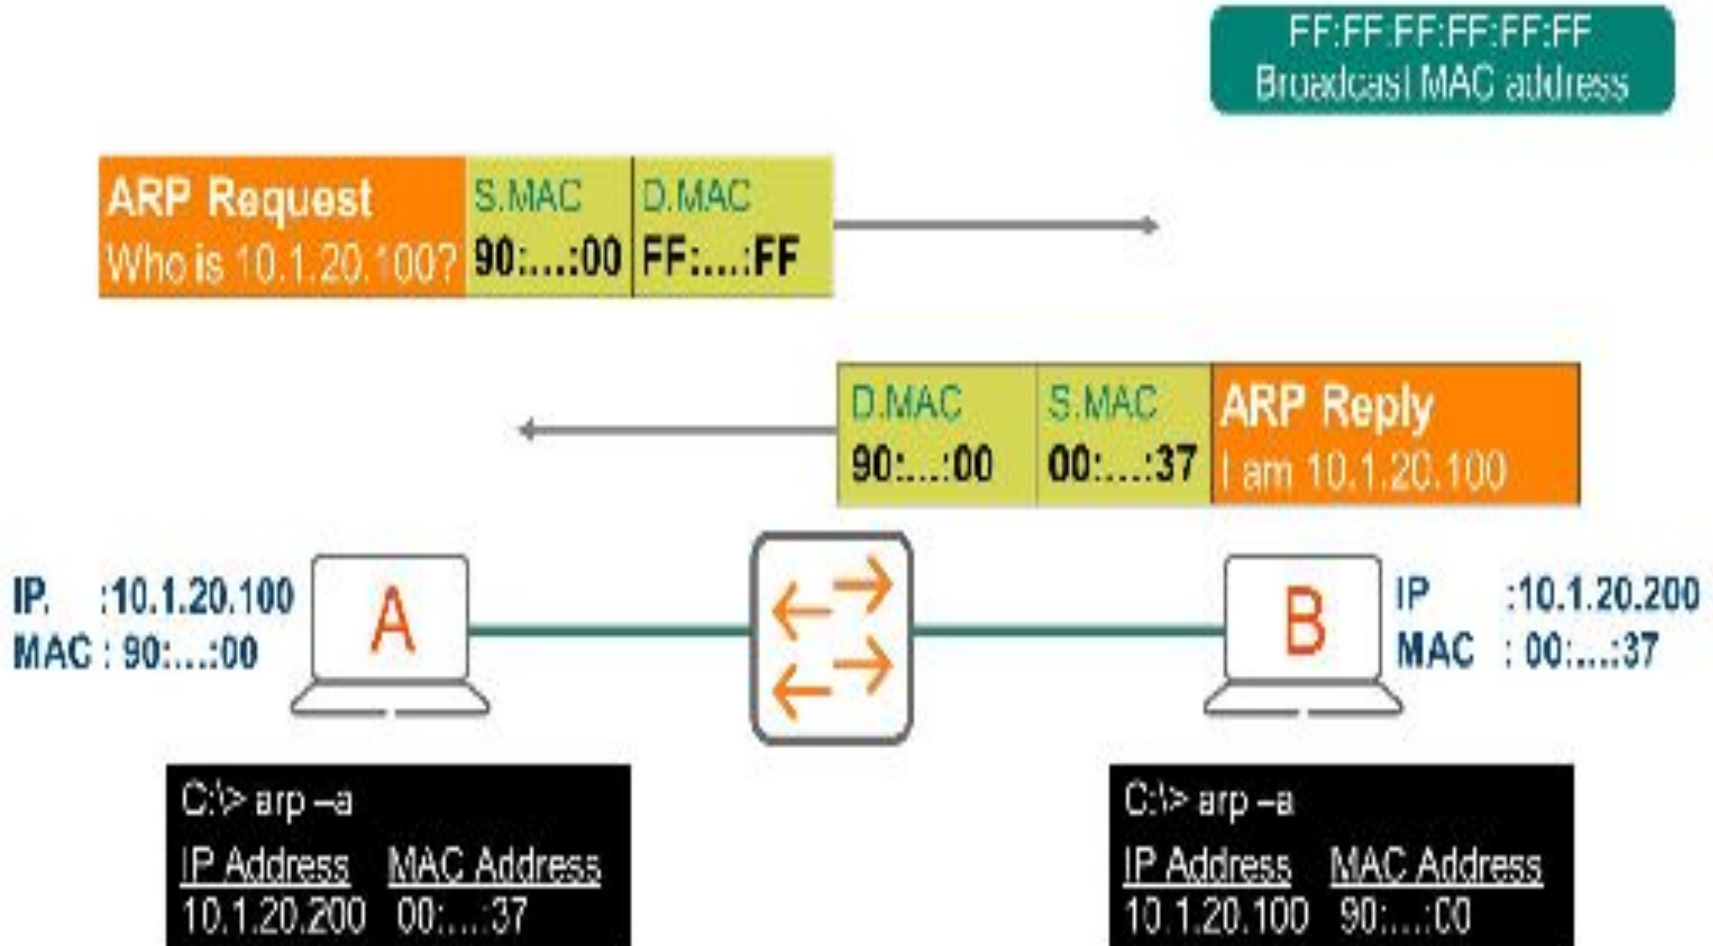 FF:FF:FF:FF:FF:FF
Broadcast MAC address
ARP Request
Who is 10.1.20.100?
S.MAC
90:...:00
D.MAC
FF:...:FF
D.MAC
90:...:00
S.MAC
00:...:37
ARP Reply
I am 10.1.20.100
IP. :10.1.20.100
MAC : 90:...:00
A
B
IP :10.1.20.200
MAC : 00:...:37
C:\> arp –a
IP Address MAC Address
10.1.20.200 00:...:37
C:\> arp –a
IP Address MAC Address
10.1.20.100 90:...:00